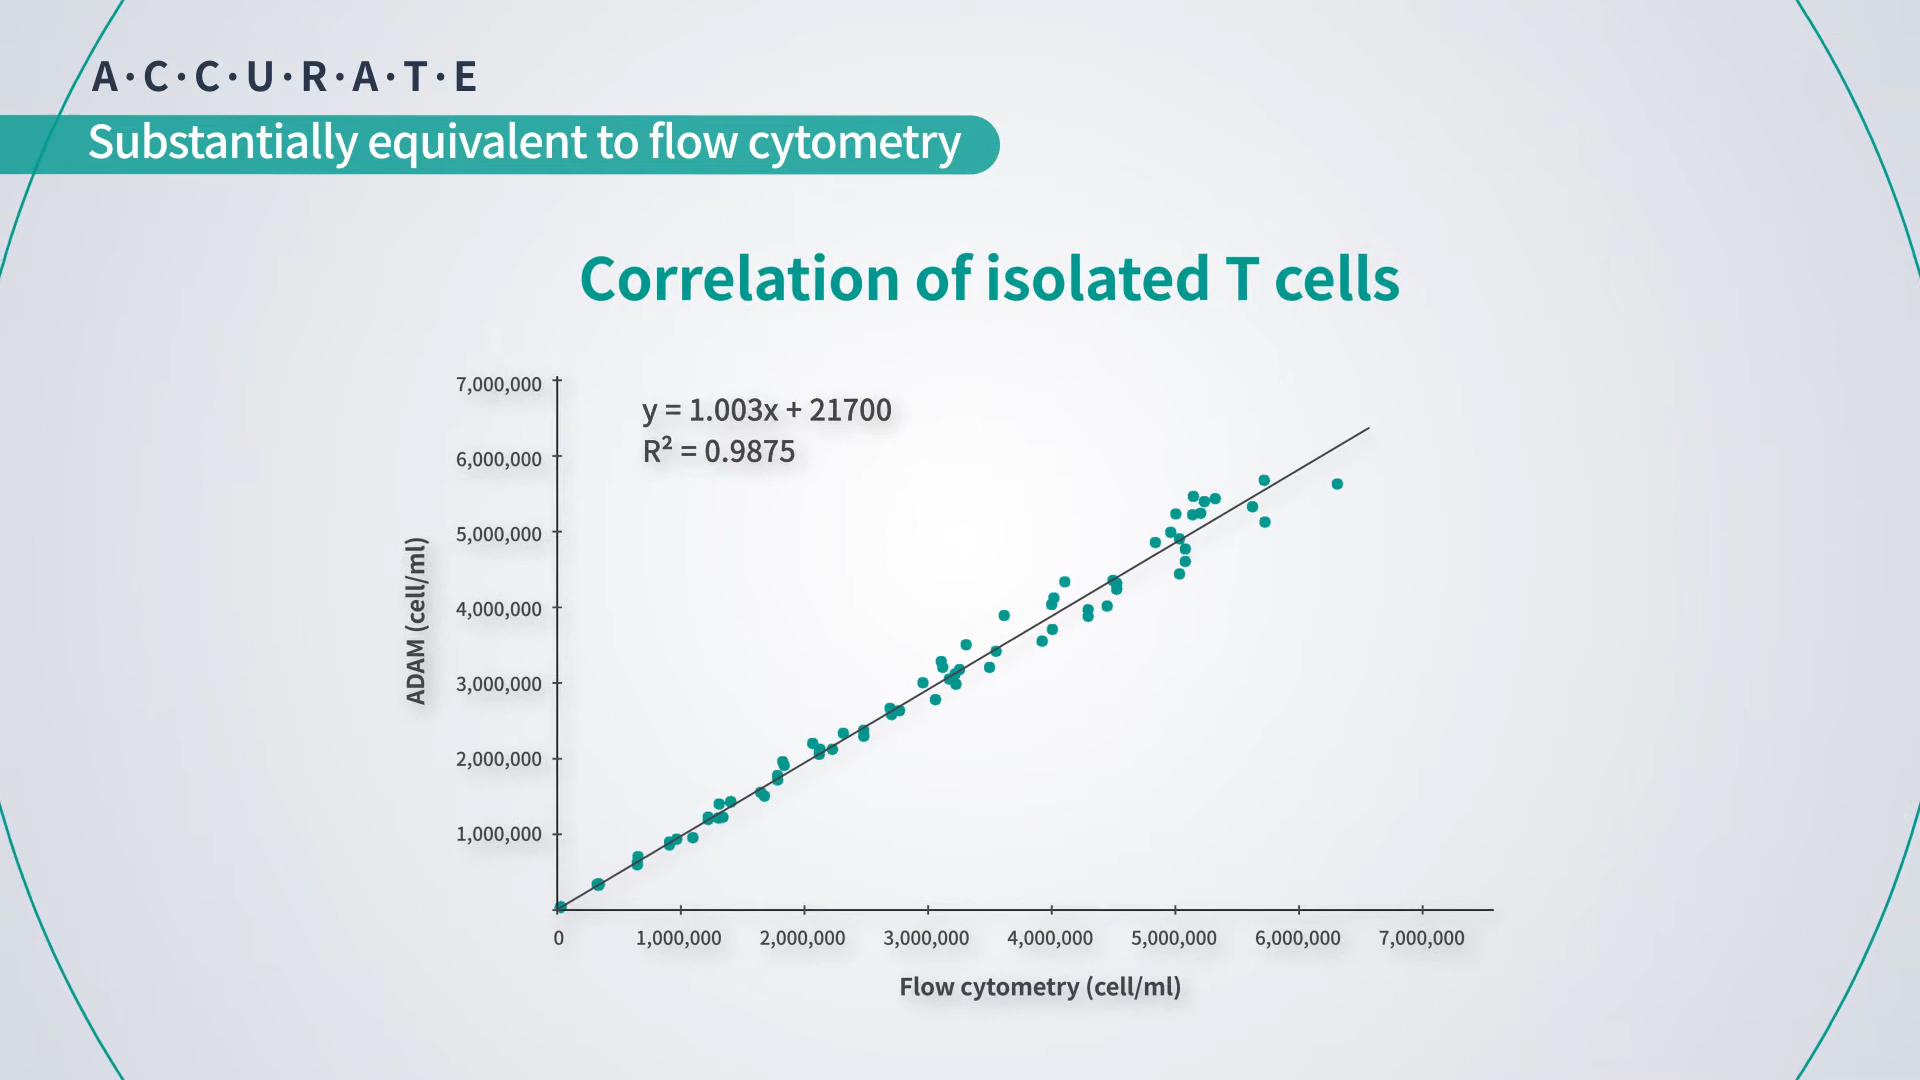 A·C·C·U·R·A·T·E
Substantially equivalent to flow cytometry
Correlation of isolated T cells
y = 1.003x + 21700
R² = 0.9875
7,000,000
6,000,000
5,000,000
4,000,000
3,000,000
2,000,000
1,000,000
ADAM (cell/ml)
0 1,000,000 2,000,000 3,000,000 4,000,000 5,000,000 6,000,000 7,000,000
Flow cytometry (cell/ml)